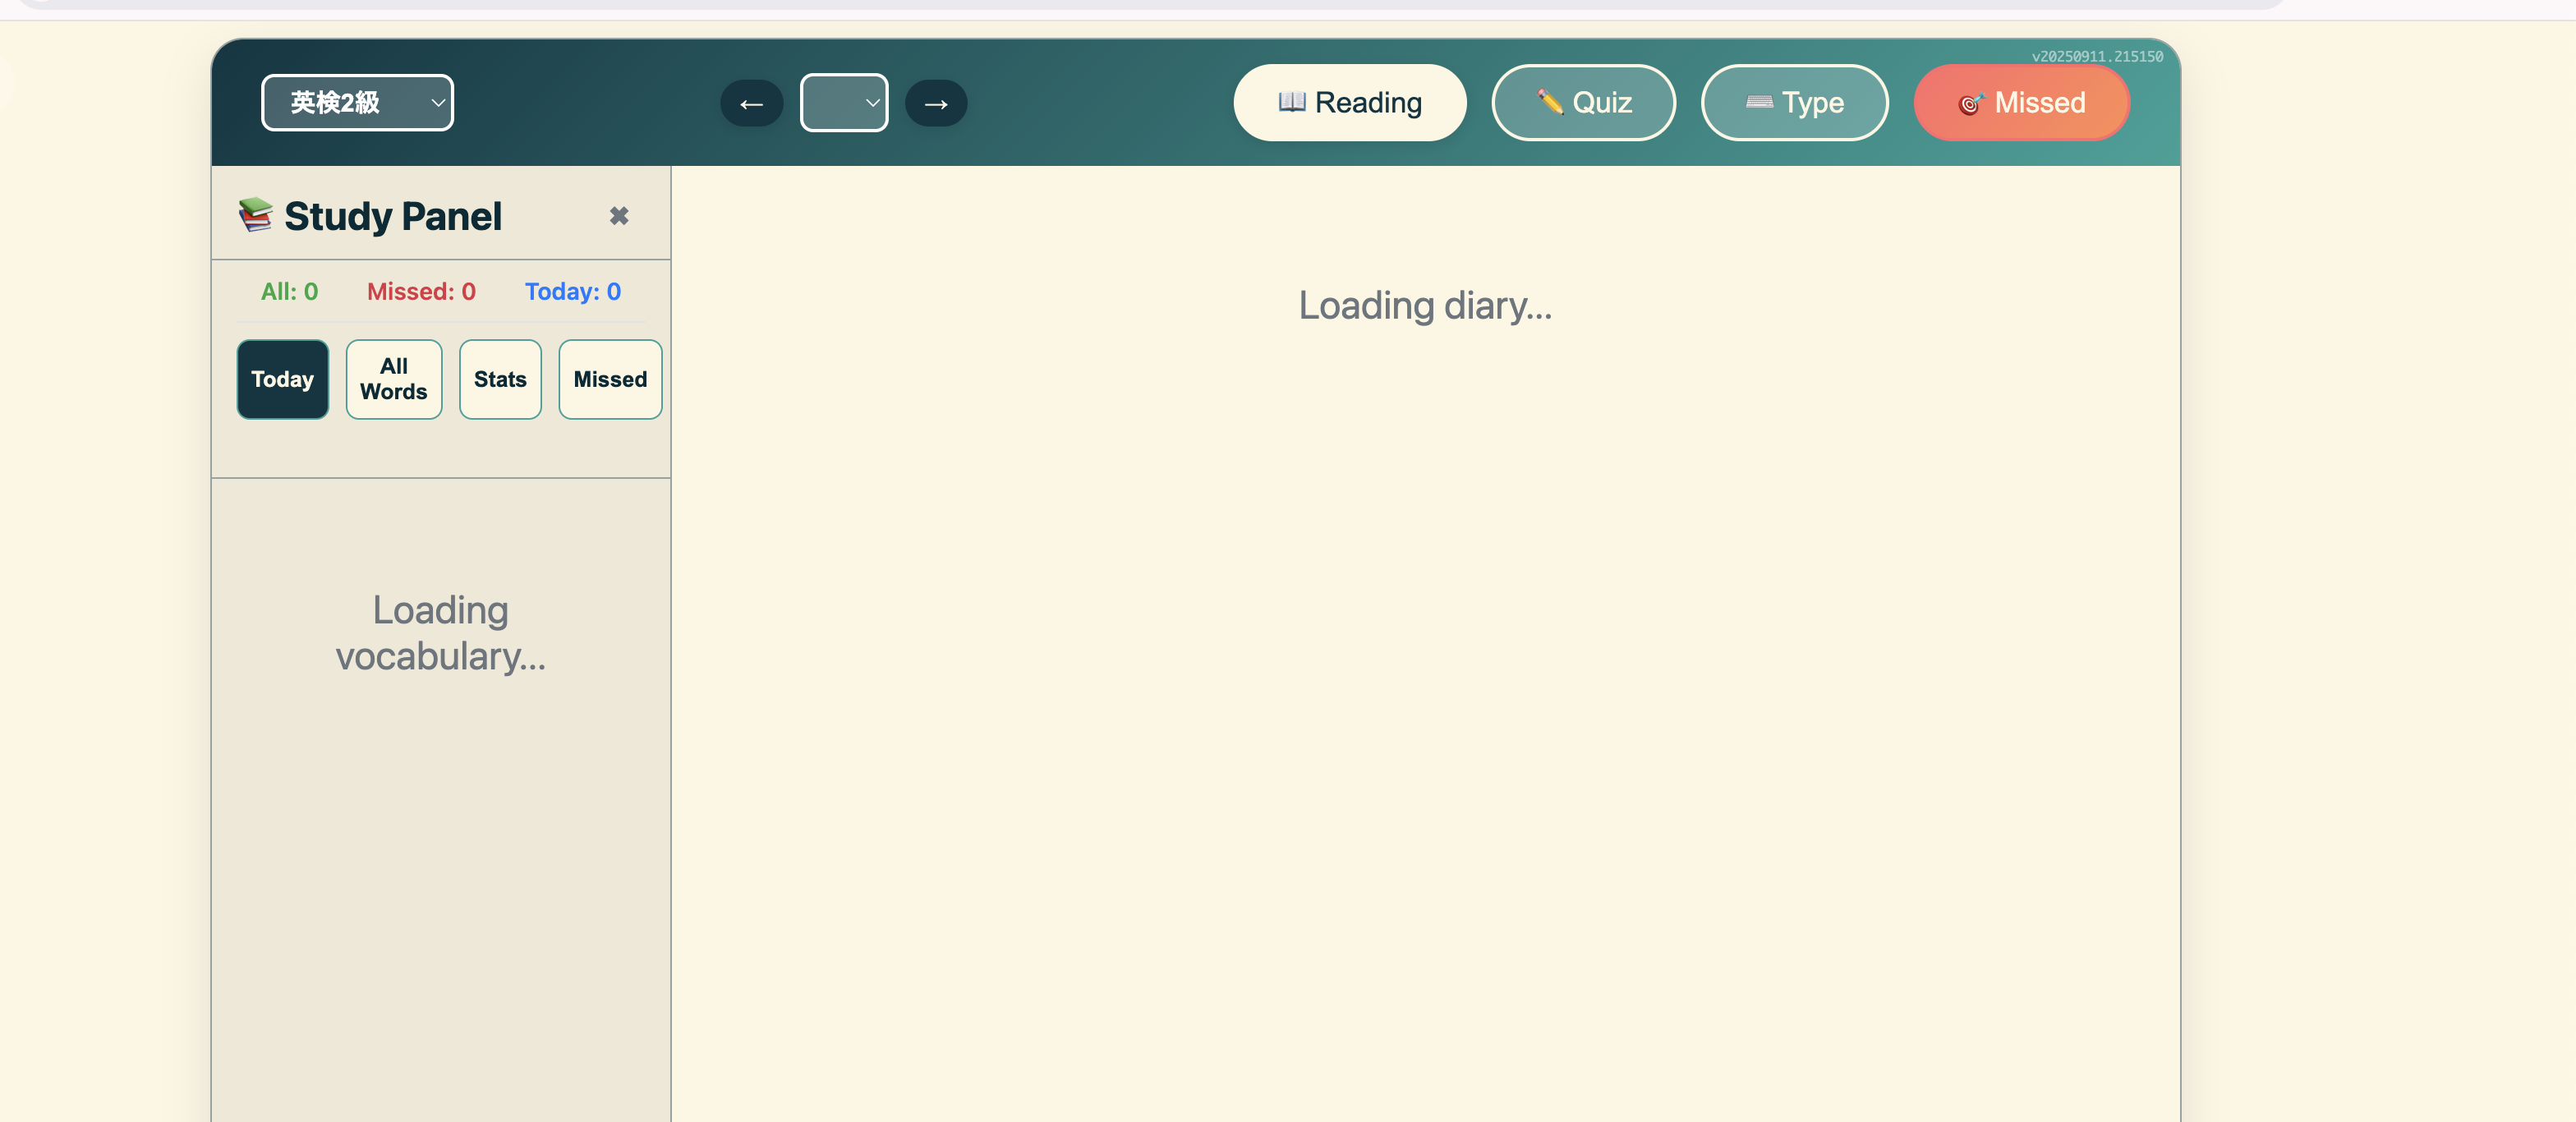 v20250911.215150
英検2級
←
→
📖 Reading
✏️ Quiz
⌨️ Type
🎯 Missed
📚 Study Panel
✖
All: 0
Missed: 0
Today: 0
Today
All
Words
Stats
Missed
Loading diary...
Loading
vocabulary...